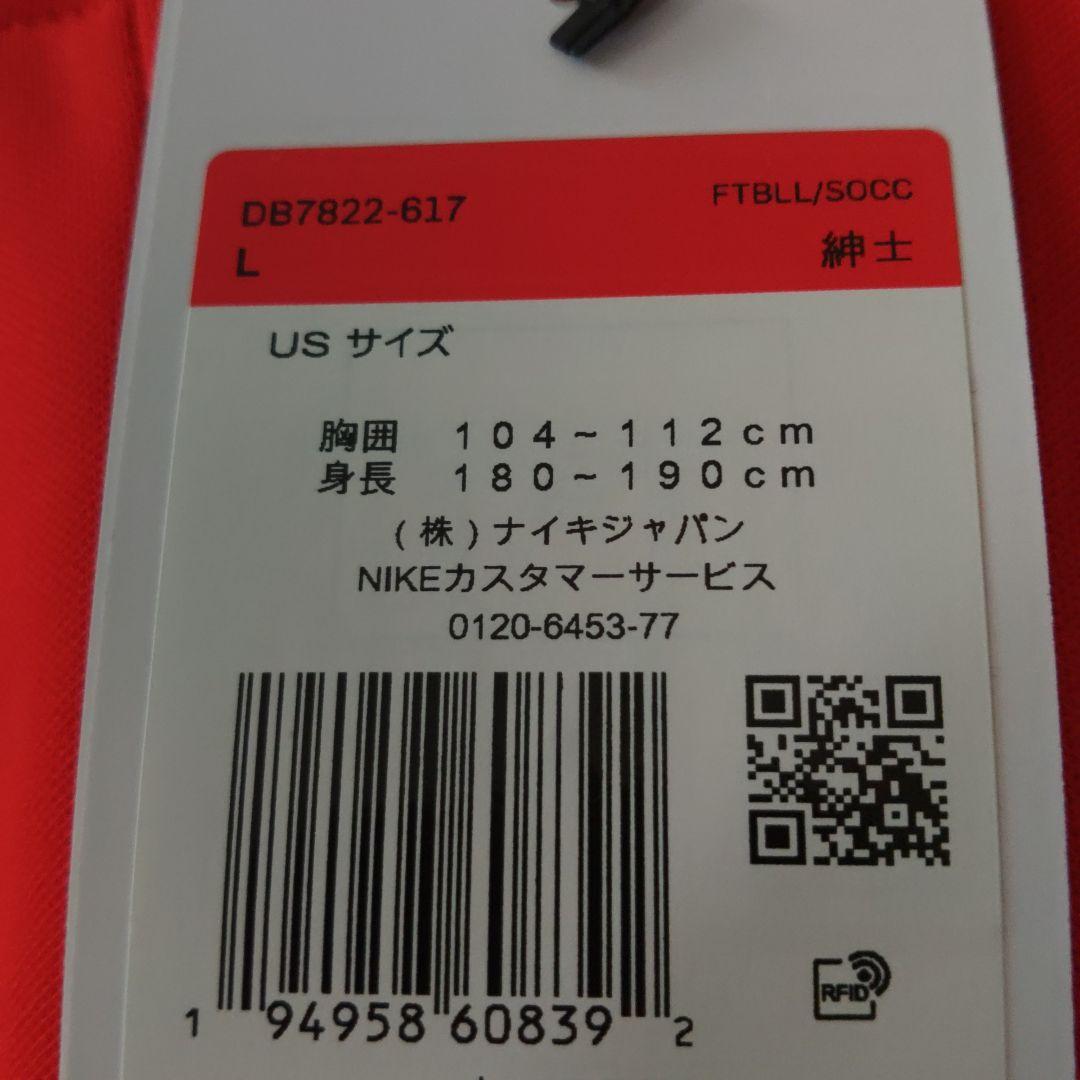 DB7822-617
FTBLL/SOCC
L
紳士
US サイズ
胸囲 104~112cm
身長 180~190cm
(株)ナイキジャパン
NIKEカスタマーサービス
0120-6453-77
1 94958 60839 2
RFID